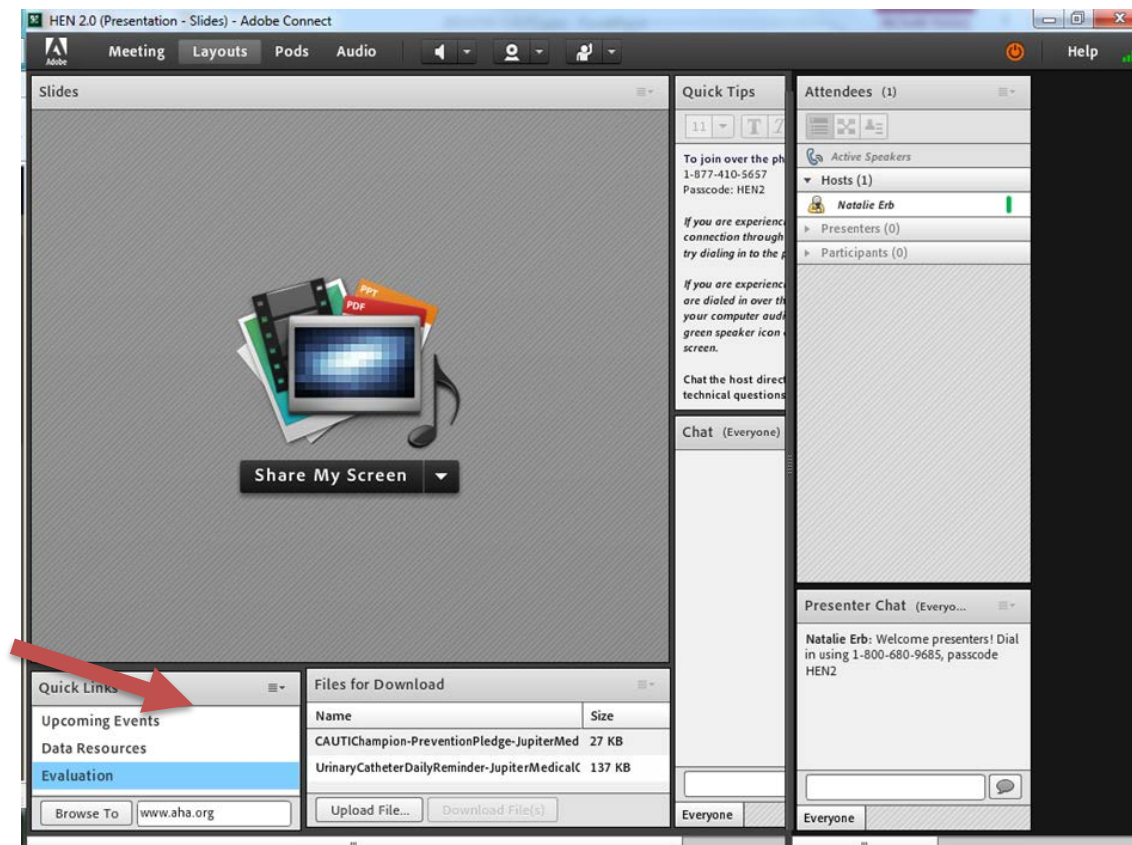 HEN 2.0 (Presentation - Slides) - Adobe Connect
Adobe
Meeting Layouts Pods Audio
Help
Slides
PPT
PDF
Share My Screen
Quick Links
Upcoming Events
Data Resources
Evaluation
Browse To www.aha.org
Files for Download
Name Size
CAUTIChampion-PreventionPledge-JupiterMed 27 KB
UrinaryCatheterDailyReminder-JupiterMedical 137 KB
Upload File... Download File(s)
Quick Tips
11 T
To join over the ph
1-877-410-5657
Passcode: HEN2
If you are experienc
connection through
try dialing in to the
If you are experienc
are dialed in over th
your computer audi
green speaker icon
screen.
Chat the host direct
technical questions
Chat (Everyone)
Everyone
Attendees (1)
Active Speakers
Hosts (1)
Natalie Erb
Presenters (0)
Participants (0)
Presenter Chat (Everyo...
Natalie Erb: Welcome presenters! Dial
in using 1-800-680-9685, passcode
HEN2
Everyone